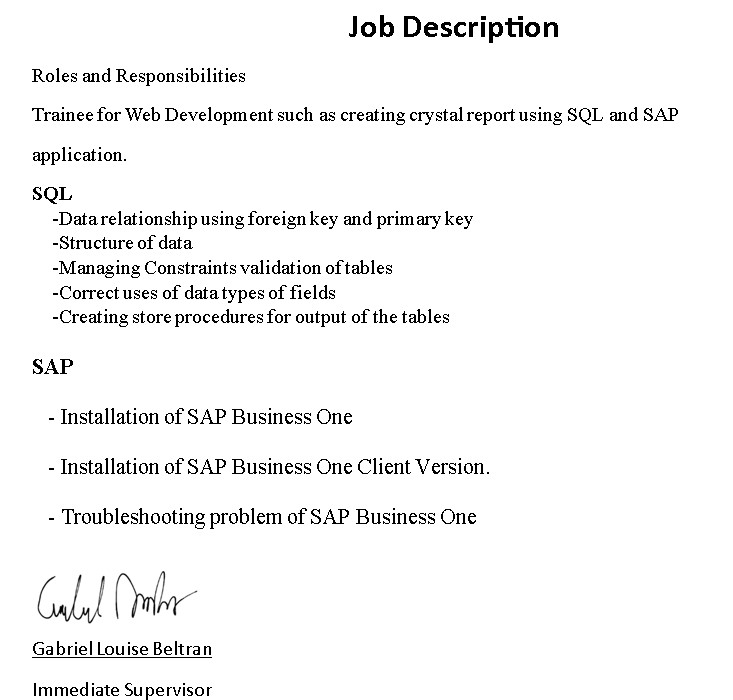 Job Description
Roles and Responsibilities
Trainee for Web Development such as creating crystal report using SQL and SAP
application.
SQL
-Data relationship using foreign key and primary key
-Structure of data
-Managing Constraints validation of tables
-Correct uses of data types of fields
-Creating store procedures for output of the tables
SAP
- Installation of SAP Business One
- Installation of SAP Business One Client Version.
- Troubleshooting problem of SAP Business One
Gabriel Louise Beltran
Immediate Supervisor